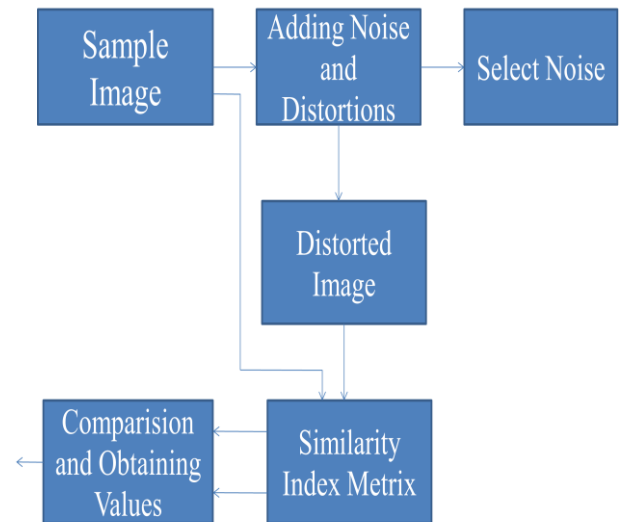 Sample
Image
Adding Noise
and
Distortions
Select Noise
Distorted
Image
Comparision
and Obtaining
Values
Similarity
Index Metrix